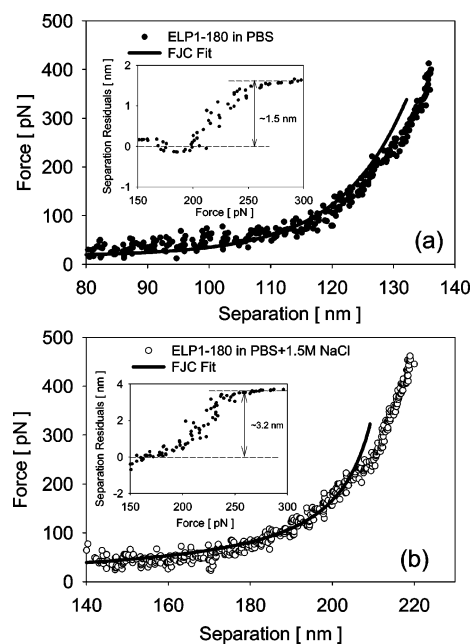 500
400
300
200
100
0
Force [ pN ]
ELP1-180 in PBS
FJC Fit
2
1
0
-1
Separation Residuals [ nm ]
~1.5 nm
150 200 250 300
Force [ pN ]
(a)
80 90 100 110 120 130 140
Separation [ nm ]
500
400
300
200
100
0
Force [ pN ]
ELP1-180 in PBS+1.5M NaCl
FJC Fit
4
2
0
-2
Separation Residuals [ nm ]
~3.2 nm
150 200 250 300
Force [ pN ]
(b)
140 160 180 200 220
Separation [ nm ]